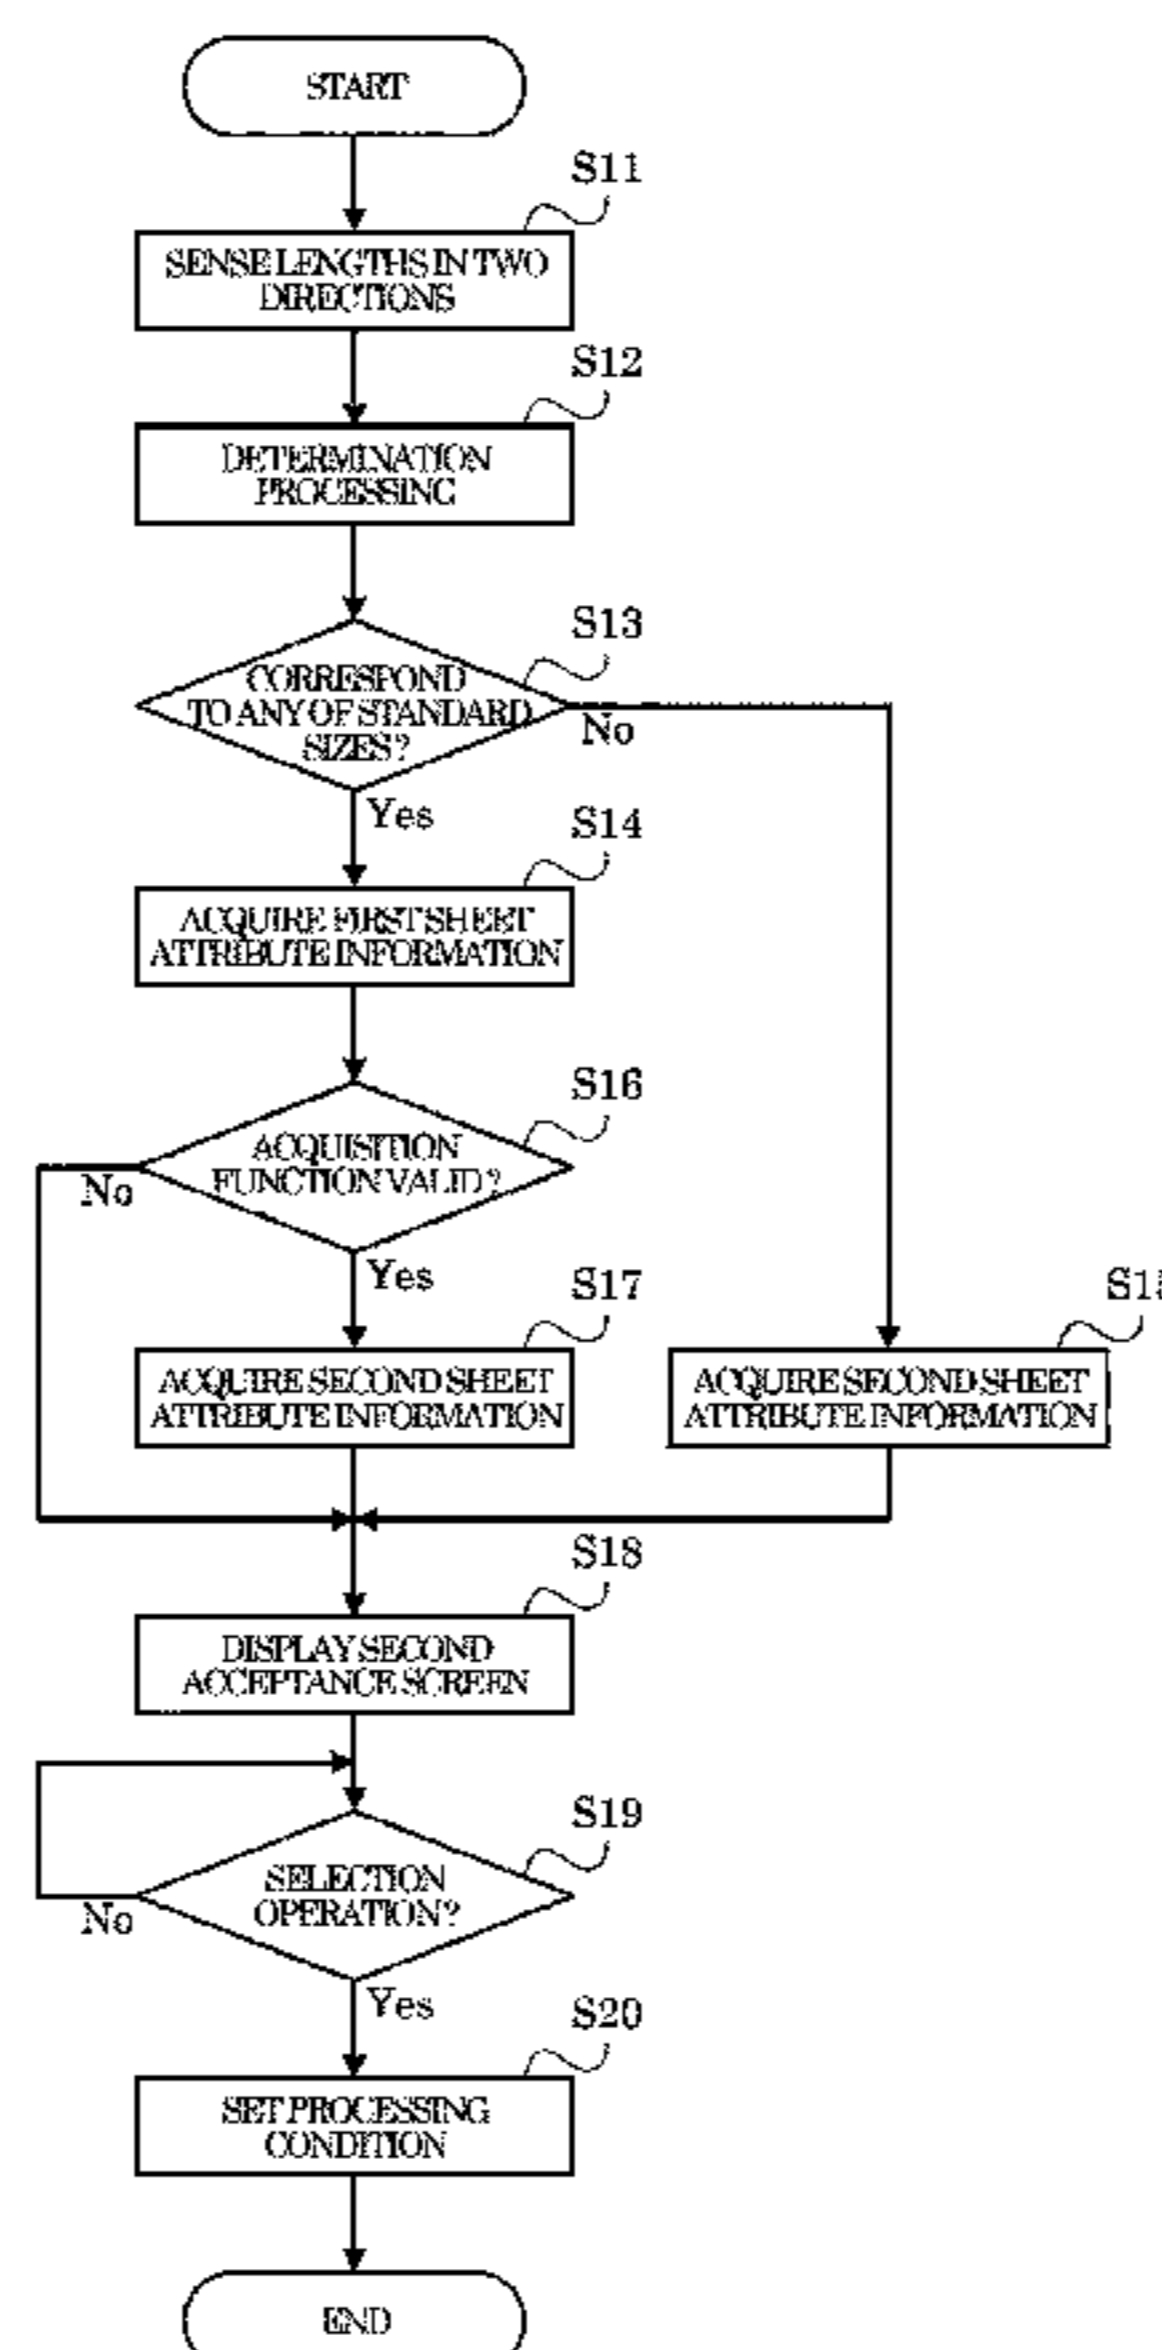 START
S11
SENSE LENGTHS IN TWO
DIRECTIONS
S12
DETERMINATION
PROCESSING
S13
CORRESPOND
TO ANY OF STANDARD
SIZES?
No
Yes
S14
ACQUIRE FIRST SHEET
ATTRIBUTE INFORMATION
S16
ACQUISITION
FUNCTION VALID?
No
Yes
S17
ACQUIRE SECOND SHEET
ATTRIBUTE INFORMATION
S15
ACQUIRE SECOND SHEET
ATTRIBUTE INFORMATION
S18
DISPLAY SECOND
ACCEPTANCE SCREEN
S19
SELECTION
OPERATION?
No
Yes
S20
SET PROCESSING
CONDITION
END